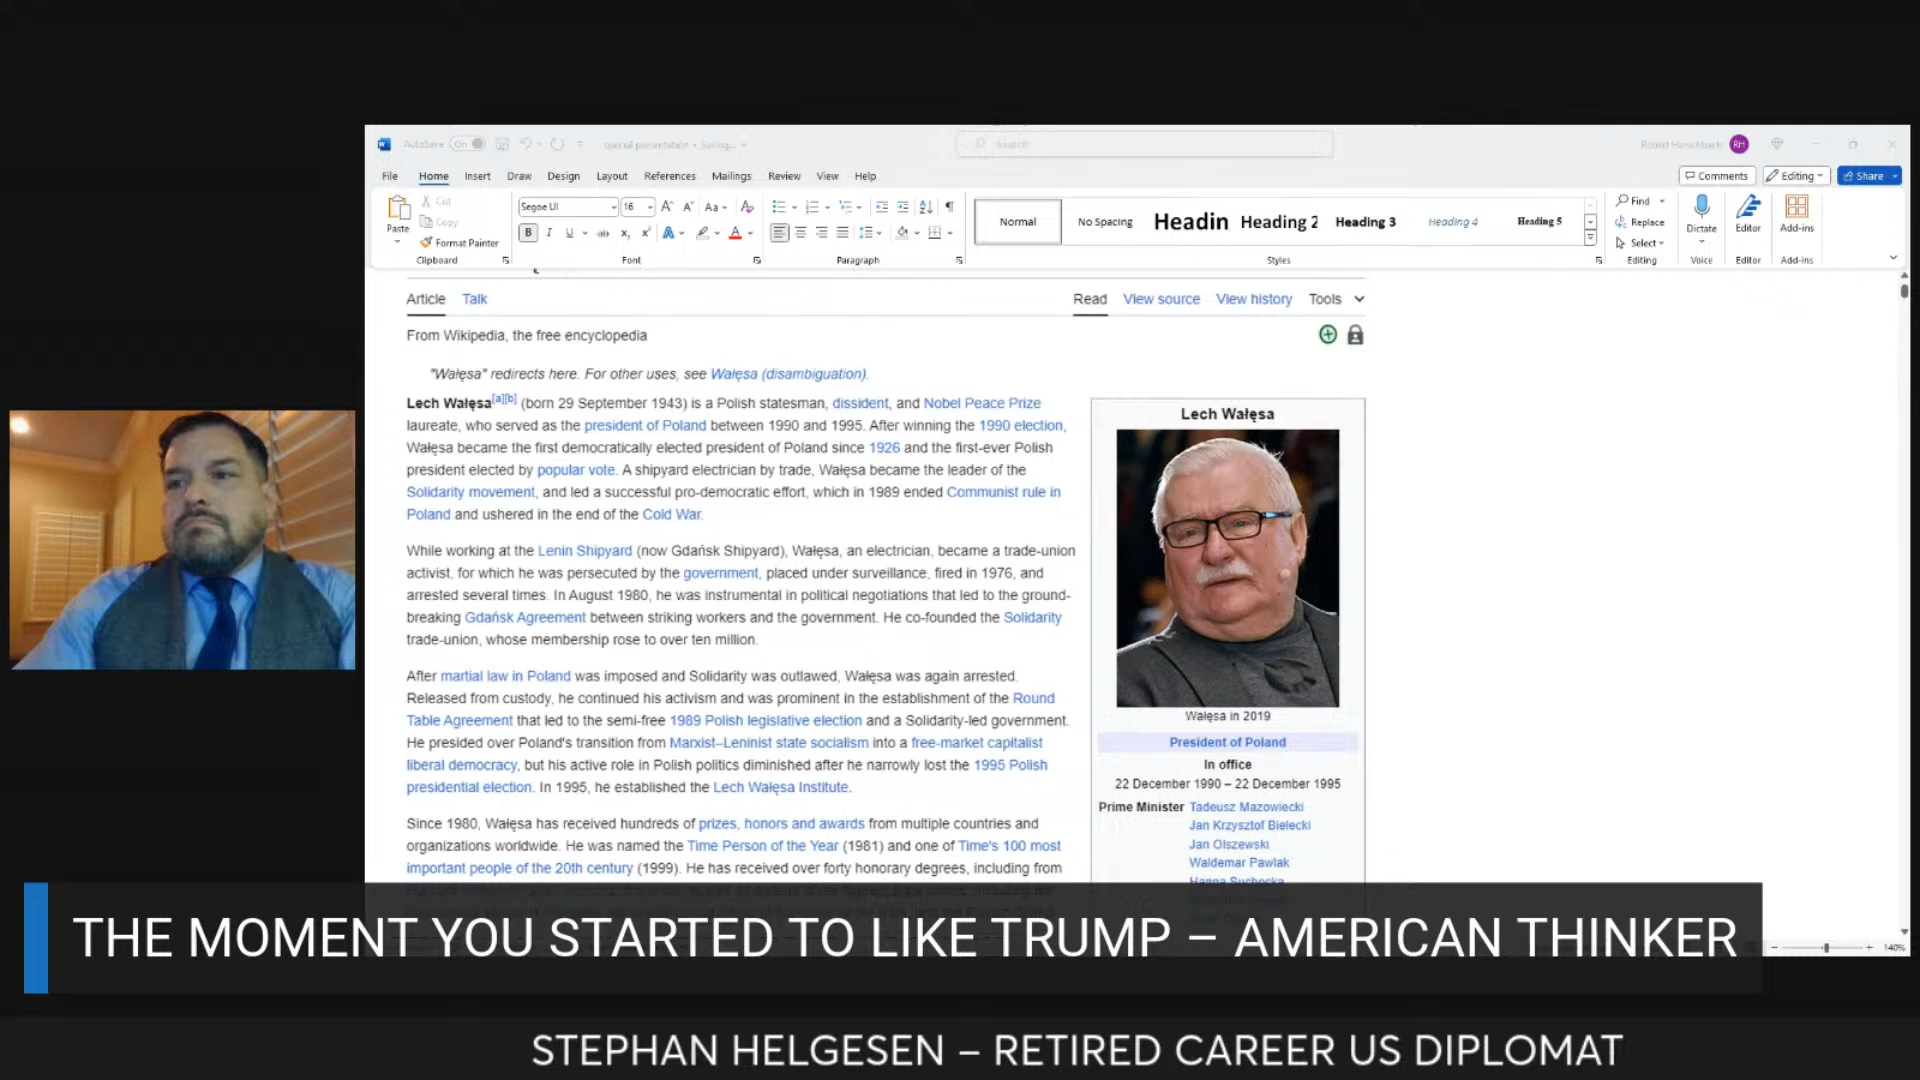 AutoSave On special presentation • Saving... Search RH
File Home Insert Draw Design Layout References Mailings Review View Help Comments Editing Share
Paste Cut Copy Format Painter Clipboard
Segoe UI 16 Aa Font
Paragraph
Normal No Spacing Headin Heading 2 Heading 3 Heading 4 Heading 5 Styles
Find Replace Select Editing
Dictate Voice
Editor Editor
Add-ins Add-ins
Article Talk Read View source View history Tools
From Wikipedia, the free encyclopedia
"Wałęsa" redirects here. For other uses, see Wałęsa (disambiguation).
Lech Wałęsa[a][b] (born 29 September 1943) is a Polish statesman, dissident, and Nobel Peace Prize
laureate, who served as the president of Poland between 1990 and 1995. After winning the 1990 election,
Wałęsa became the first democratically elected president of Poland since 1926 and the first-ever Polish
president elected by popular vote. A shipyard electrician by trade, Wałęsa became the leader of the
Solidarity movement, and led a successful pro-democratic effort, which in 1989 ended Communist rule in
Poland and ushered in the end of the Cold War.
While working at the Lenin Shipyard (now Gdańsk Shipyard), Wałęsa, an electrician, became a trade-union
activist, for which he was persecuted by the government, placed under surveillance, fired in 1976, and
arrested several times. In August 1980, he was instrumental in political negotiations that led to the ground-
breaking Gdańsk Agreement between striking workers and the government. He co-founded the Solidarity
trade-union, whose membership rose to over ten million.
After martial law in Poland was imposed and Solidarity was outlawed, Wałęsa was again arrested.
Released from custody, he continued his activism and was prominent in the establishment of the Round
Table Agreement that led to the semi-free 1989 Polish legislative election and a Solidarity-led government.
He presided over Poland's transition from Marxist–Leninist state socialism into a free-market capitalist
liberal democracy, but his active role in Polish politics diminished after he narrowly lost the 1995 Polish
presidential election. In 1995, he established the Lech Wałęsa Institute.
Since 1980, Wałęsa has received hundreds of prizes, honors and awards from multiple countries and
organizations worldwide. He was named the Time Person of the Year (1981) and one of Time's 100 most
important people of the 20th century (1999). He has received over forty honorary degrees, including from
Lech Wałęsa
Wałęsa in 2019
President of Poland
In office
22 December 1990 – 22 December 1995
Prime Minister Tadeusz Mazowiecki
Jan Krzysztof Bielecki
Jan Olszewski
Waldemar Pawlak
Hanna Suchocka
140%
THE MOMENT YOU STARTED TO LIKE TRUMP – AMERICAN THINKER
STEPHAN HELGESEN – RETIRED CAREER US DIPLOMAT